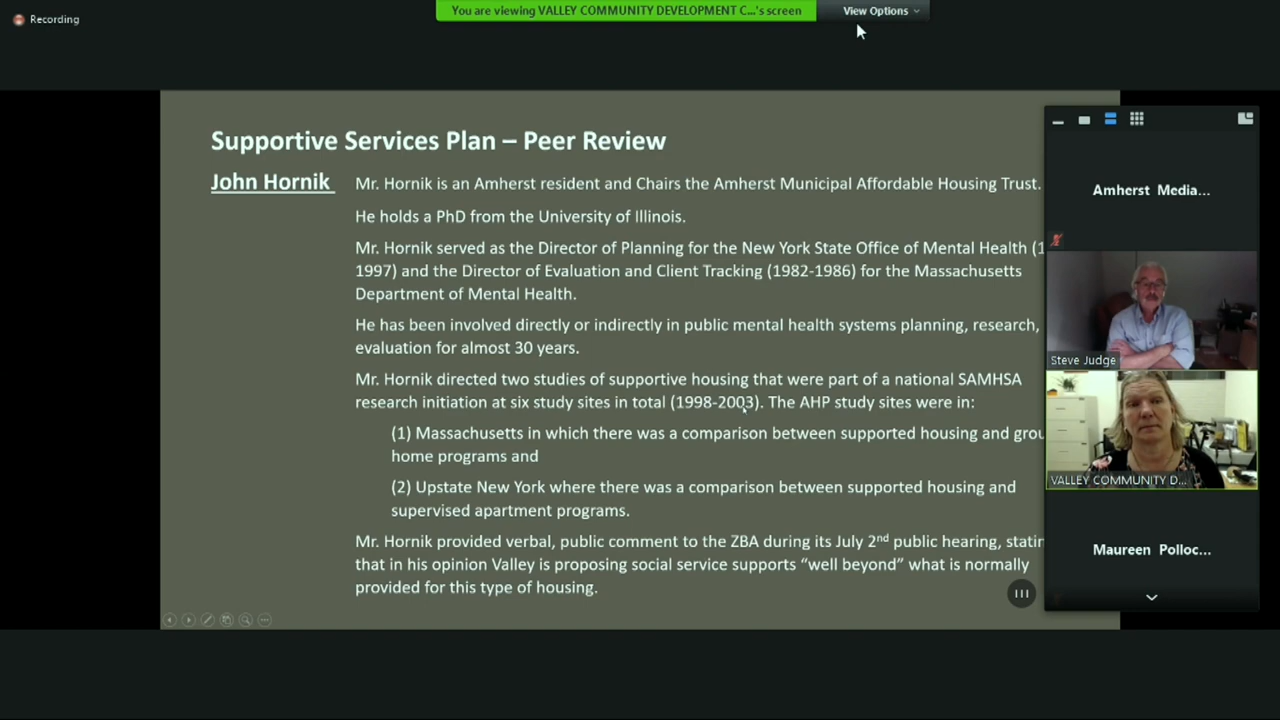 Recording
You are viewing VALLEY COMMUNITY DEVELOPMENT C...'s screen
View Options
Supportive Services Plan – Peer Review
John Hornik
Mr. Hornik is an Amherst resident and Chairs the Amherst Municipal Affordable Housing Trust.
He holds a PhD from the University of Illinois.
Mr. Hornik served as the Director of Planning for the New York State Office of Mental Health (1
1997) and the Director of Evaluation and Client Tracking (1982-1986) for the Massachusetts
Department of Mental Health.
He has been involved directly or indirectly in public mental health systems planning, research,
evaluation for almost 30 years.
Mr. Hornik directed two studies of supportive housing that were part of a national SAMHSA
research initiation at six study sites in total (1998-2003). The AHP study sites were in:
(1) Massachusetts in which there was a comparison between supported housing and grou
home programs and
(2) Upstate New York where there was a comparison between supported housing and
supervised apartment programs.
Mr. Hornik provided verbal, public comment to the ZBA during its July 2nd public hearing, statin
that in his opinion Valley is proposing social service supports “well beyond” what is normally
provided for this type of housing.
Amherst Media...
Steve Judge
VALLEY COMMUNITY D...
Maureen Polloc...